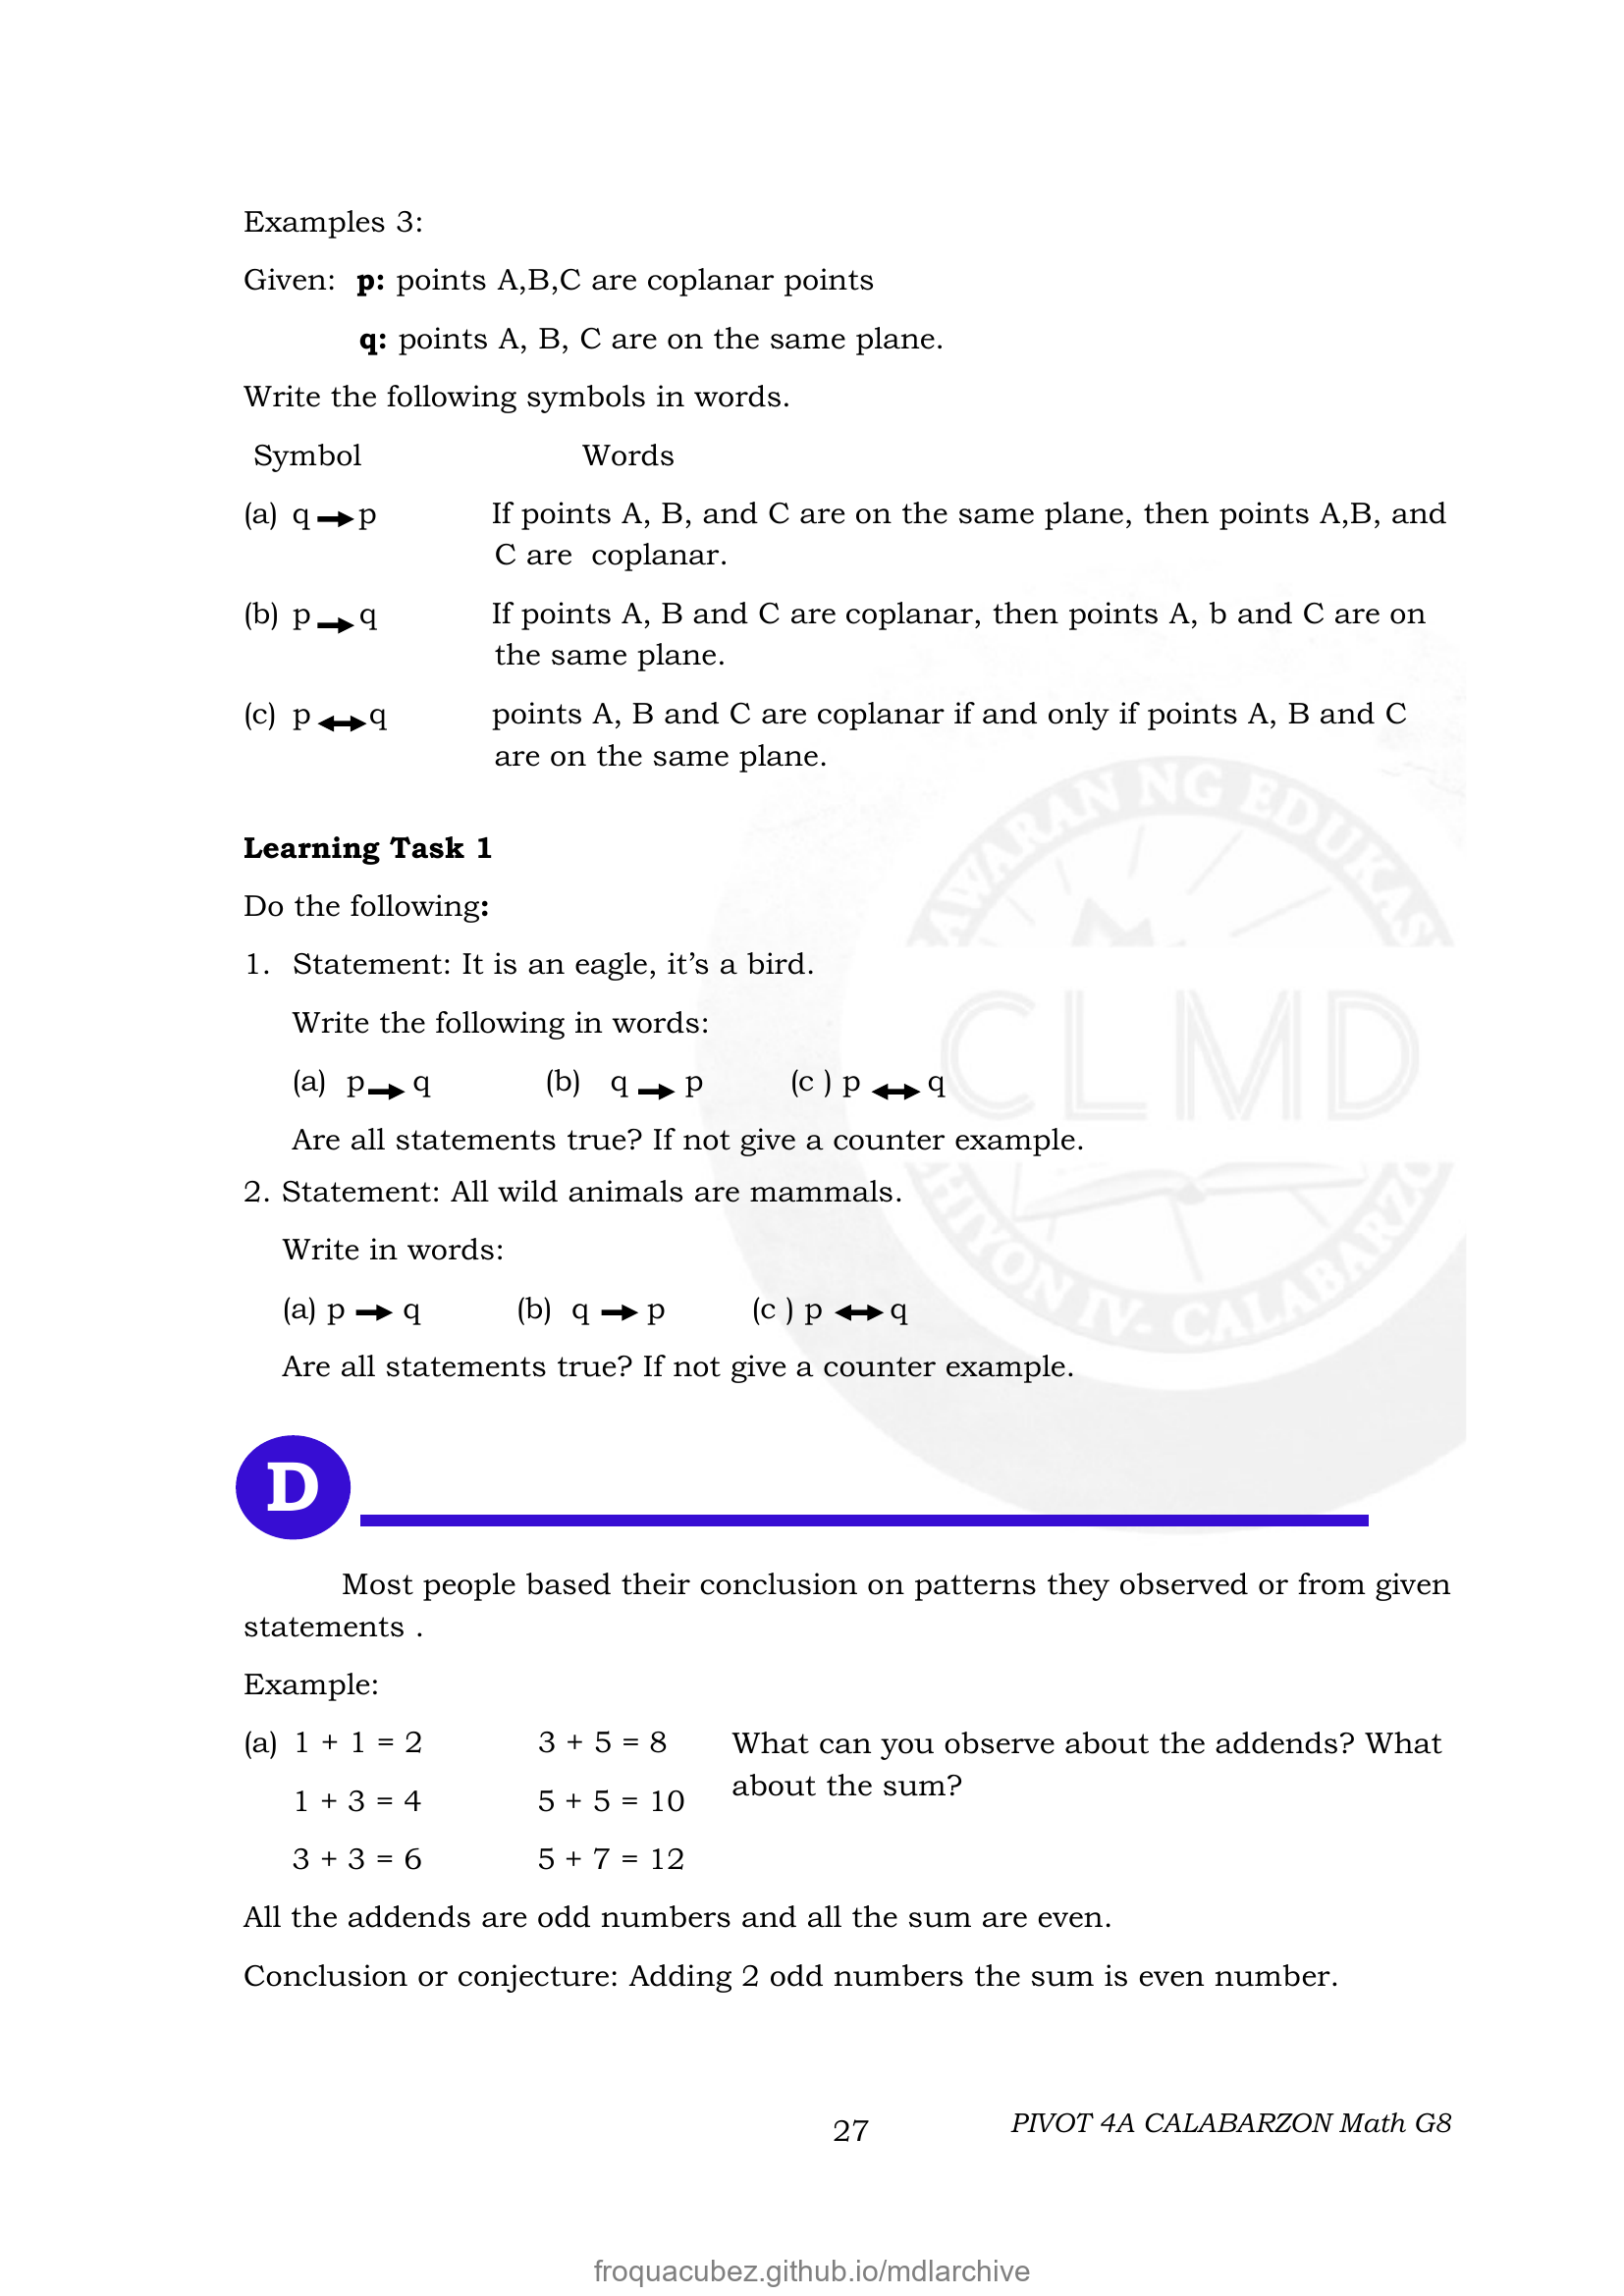 Examples 3:
Given: p: points A,B,C are coplanar points
q: points A, B, C are on the same plane.
Write the following symbols in words.
Symbol Words
(a) q → p If points A, B, and C are on the same plane, then points A,B, and
C are coplanar.
(b) p → q If points A, B and C are coplanar, then points A, b and C are on
the same plane.
(c) p ↔ q points A, B and C are coplanar if and only if points A, B and C
are on the same plane.
Learning Task 1
Do the following:
1. Statement: It is an eagle, it’s a bird.
Write the following in words:
(a) p → q (b) q → p (c ) p ↔ q
Are all statements true? If not give a counter example.
2. Statement: All wild animals are mammals.
Write in words:
(a) p → q (b) q → p (c ) p ↔ q
Are all statements true? If not give a counter example.
D
Most people based their conclusion on patterns they observed or from given
statements .
Example:
(a) 1 + 1 = 2 3 + 5 = 8 What can you observe about the addends? What
about the sum?
1 + 3 = 4 5 + 5 = 10
3 + 3 = 6 5 + 7 = 12
All the addends are odd numbers and all the sum are even.
Conclusion or conjecture: Adding 2 odd numbers the sum is even number.
27 PIVOT 4A CALABARZON Math G8
froquacubez.github.io/mdlarchive
CLMD